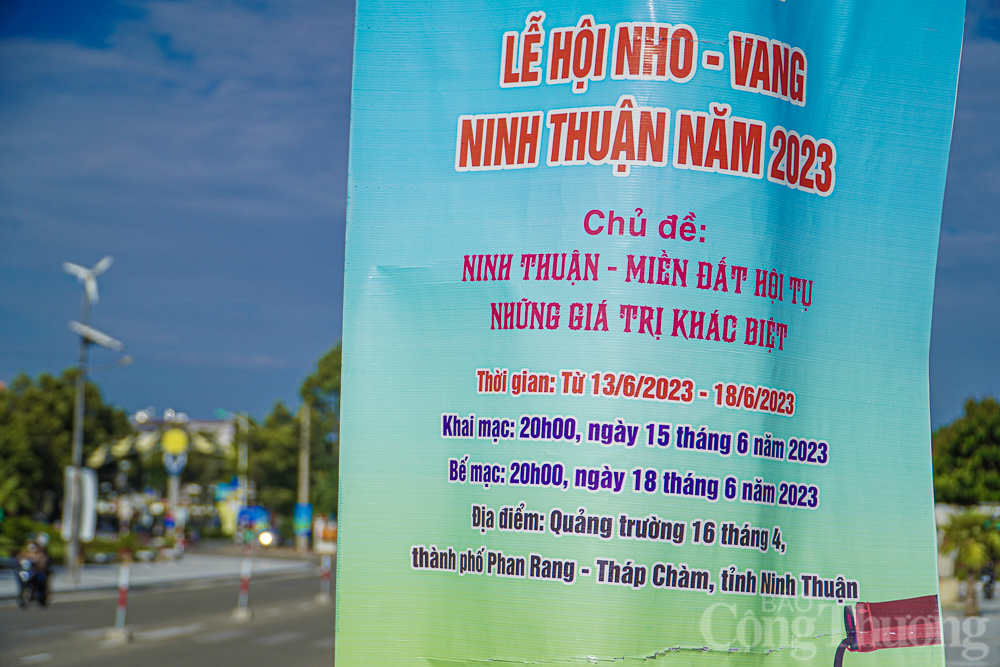 LỄ HỘI NHO - VANG
NINH THUẬN NĂM 2023
Chủ đề:
NINH THUẬN - MIỀN ĐẤT HỘI TỤ
NHỮNG GIÁ TRỊ KHÁC BIỆT
Thời gian: Từ 13/6/2023 - 18/6/2023
Khai mạc: 20h00, ngày 15 tháng 6 năm 2023
Bế mạc: 20h00, ngày 18 tháng 6 năm 2023
Địa điểm: Quảng trường 16 tháng 4,
thành phố Phan Rang - Tháp Chàm, tỉnh Ninh Thuận
BÁO
Công Thương